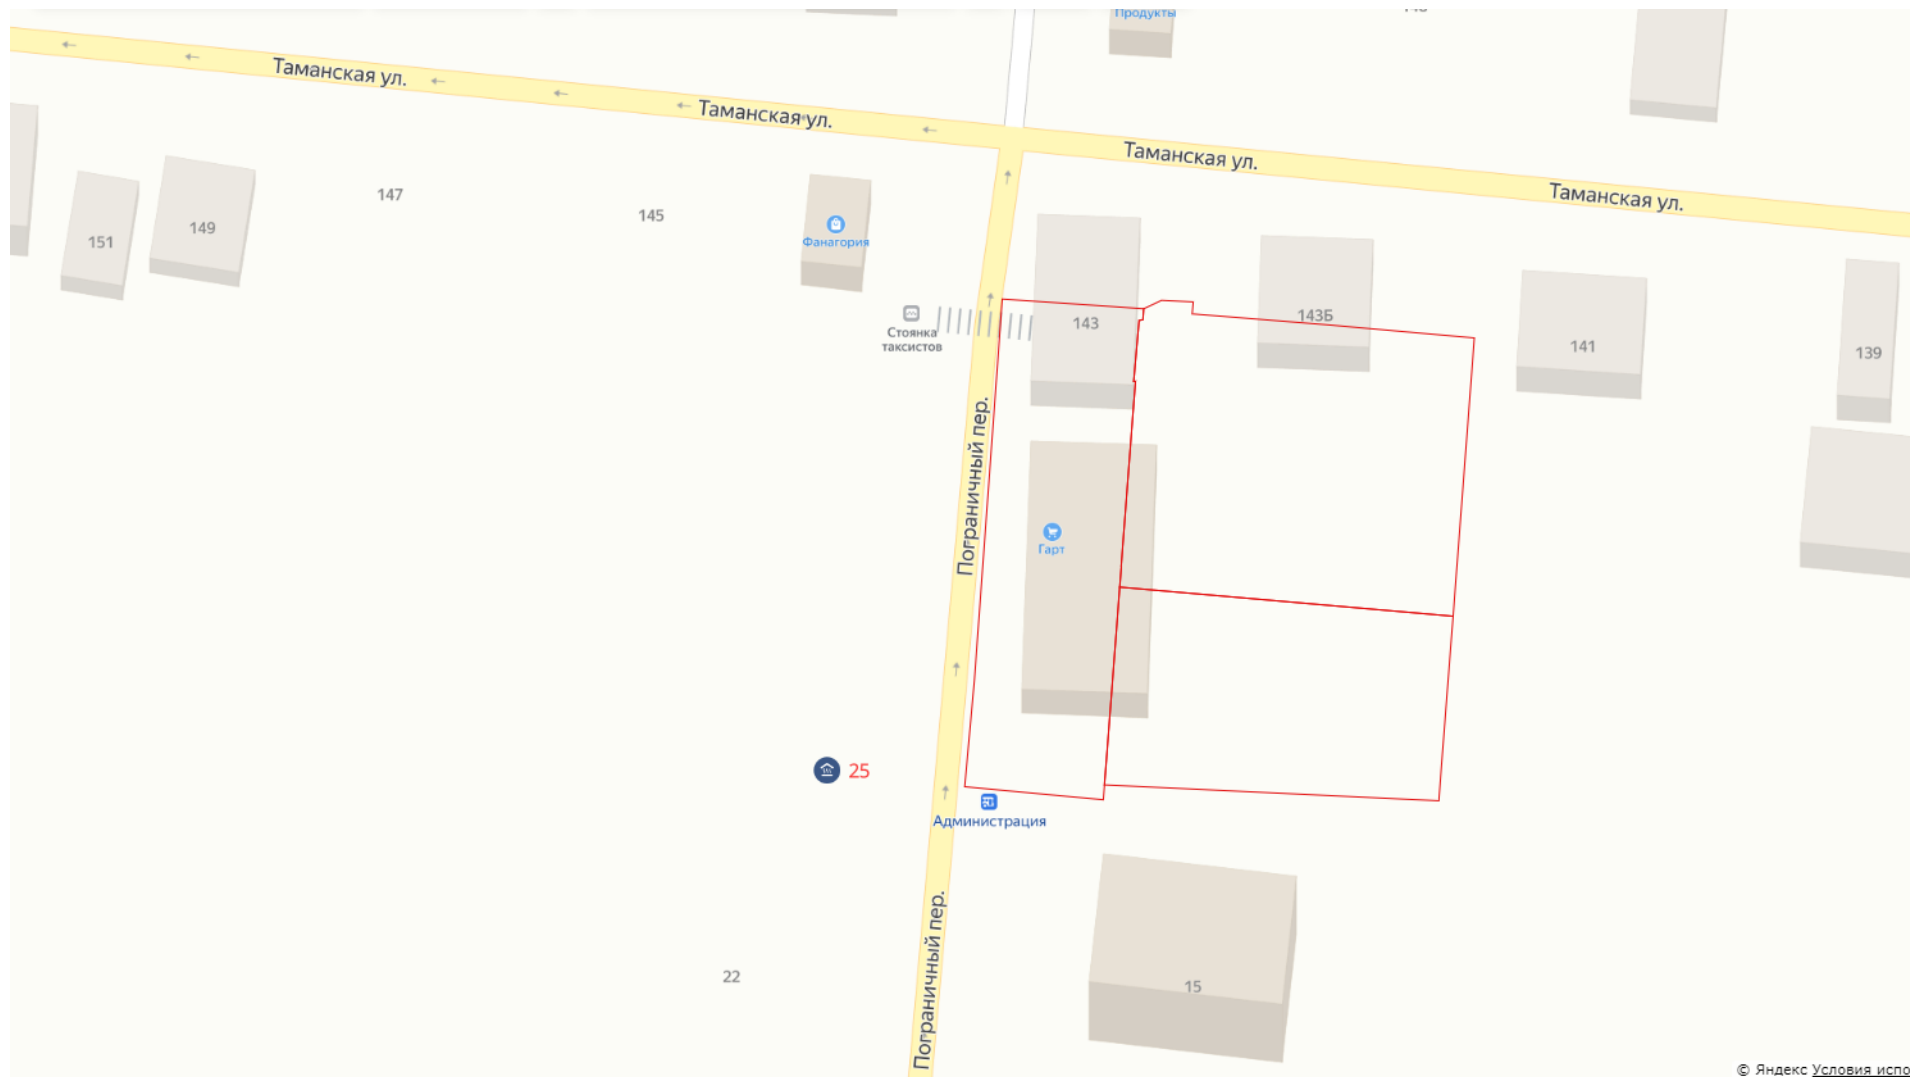 Продукты
Таманская ул.
Таманская ул.
Таманская ул.
Таманская ул.
147
145
151
149
Фанагория
Стоянка
таксистов
143
143Б
141
139
Пограничный пер.
Гарт
25
Администрация
22
Пограничный пер.
15
© Яндекс Условия испо